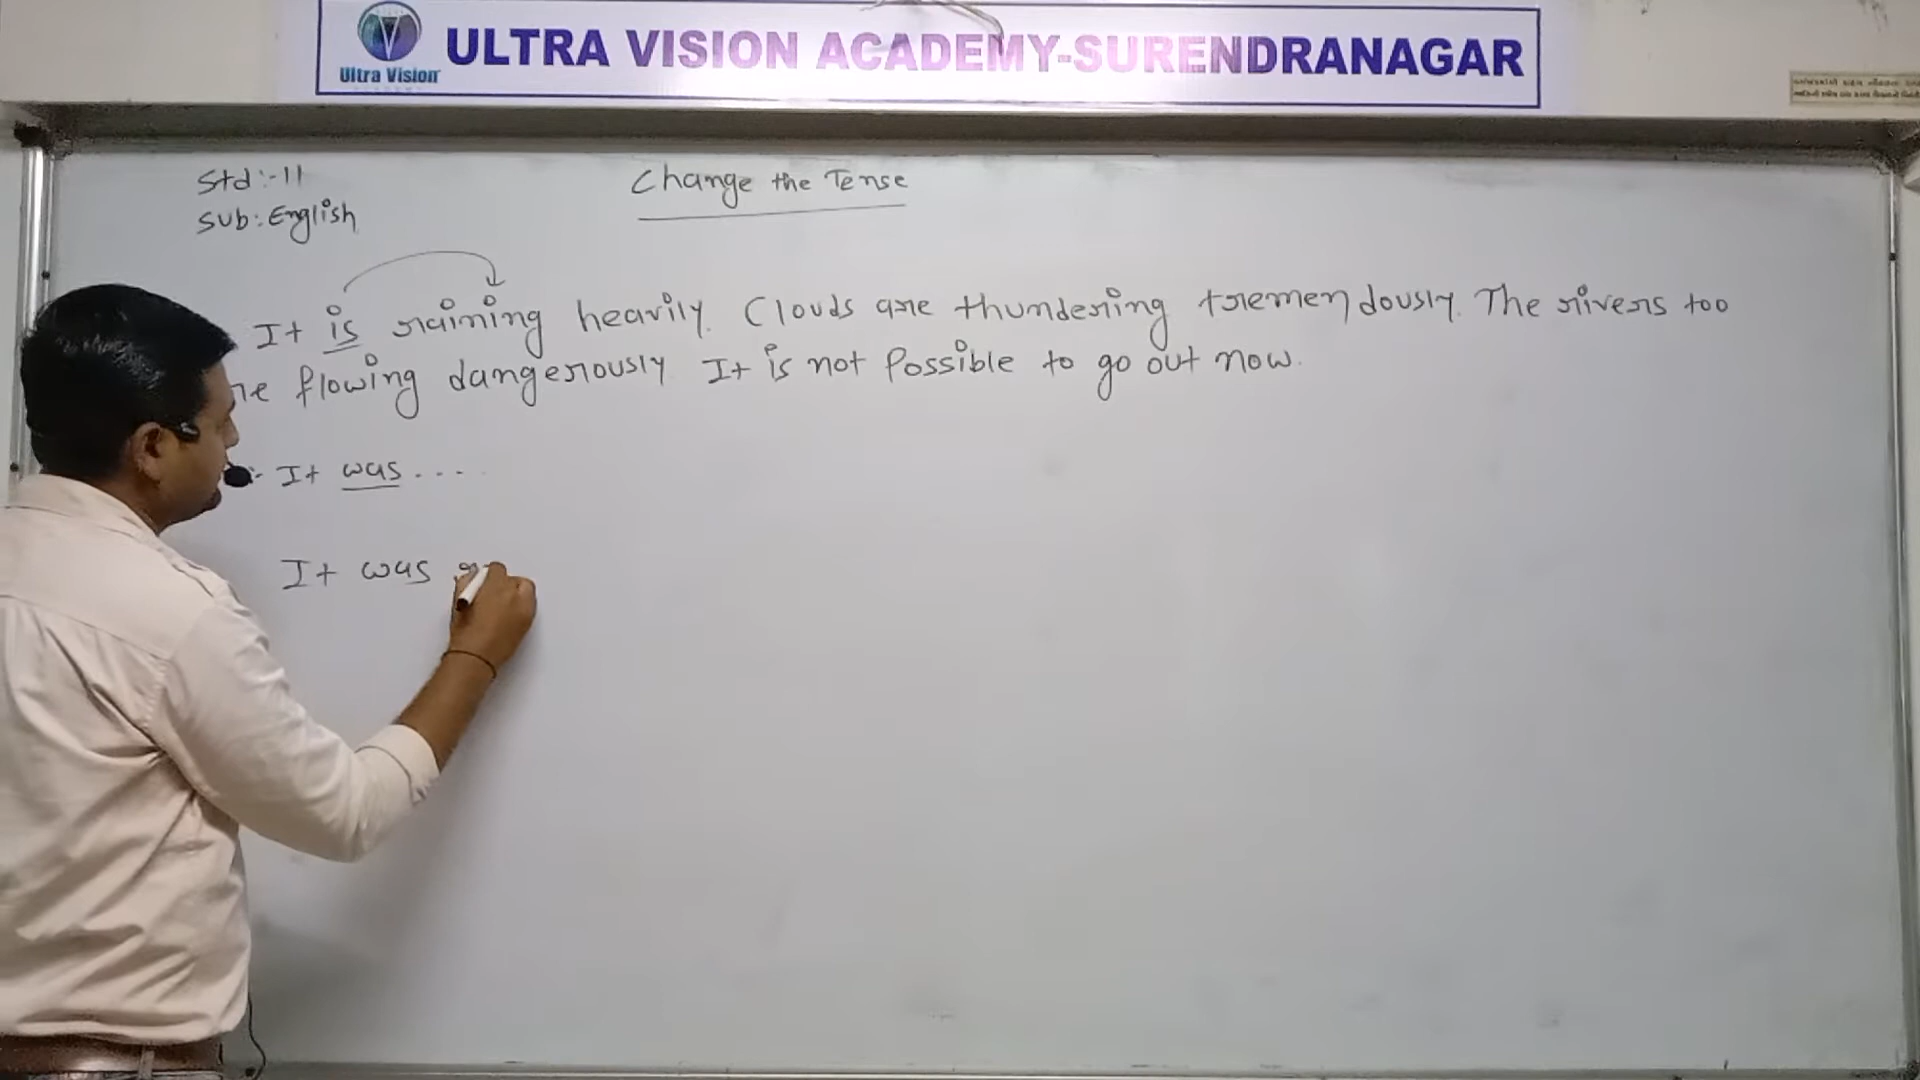 ULTRA VISION ACADEMY-SURENDRANAGAR
Ultra Vision
Std:-11
Sub: English
Change the Tense
It is raining heavily. Clouds are thundering tremendously. The rivers too
flowing dangerously. It is not possible to go out now.
It was....
It was